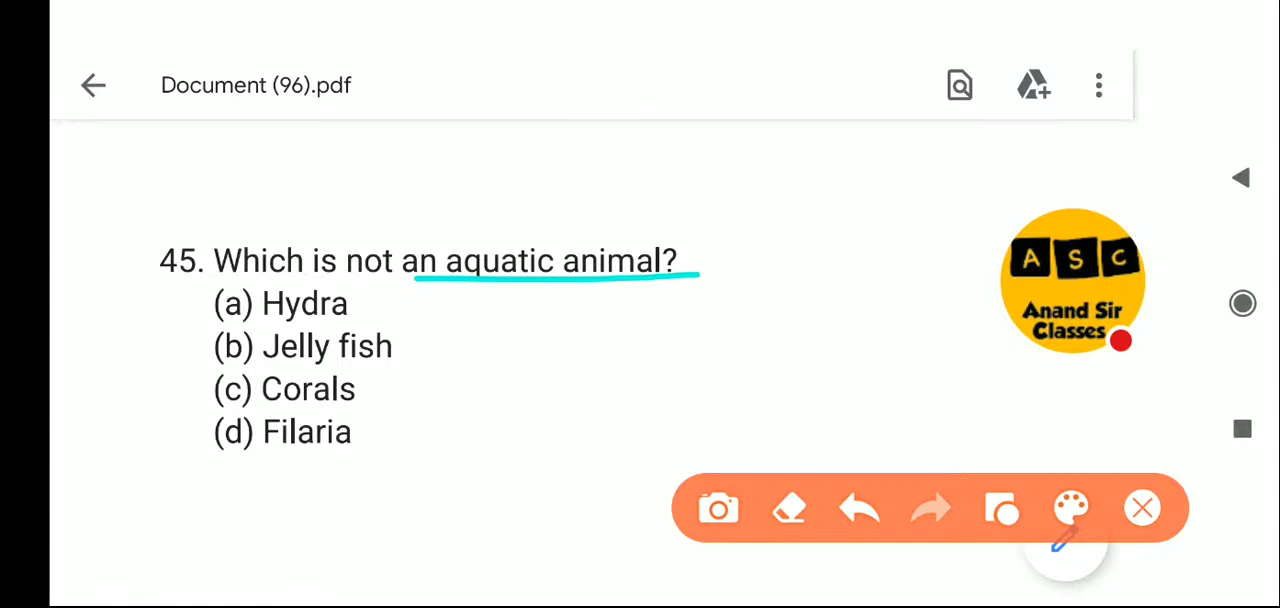 Document (96).pdf
45. Which is not an aquatic animal?
(a) Hydra
(b) Jelly fish
(c) Corals
(d) Filaria
A S C
Anand Sir
Classes